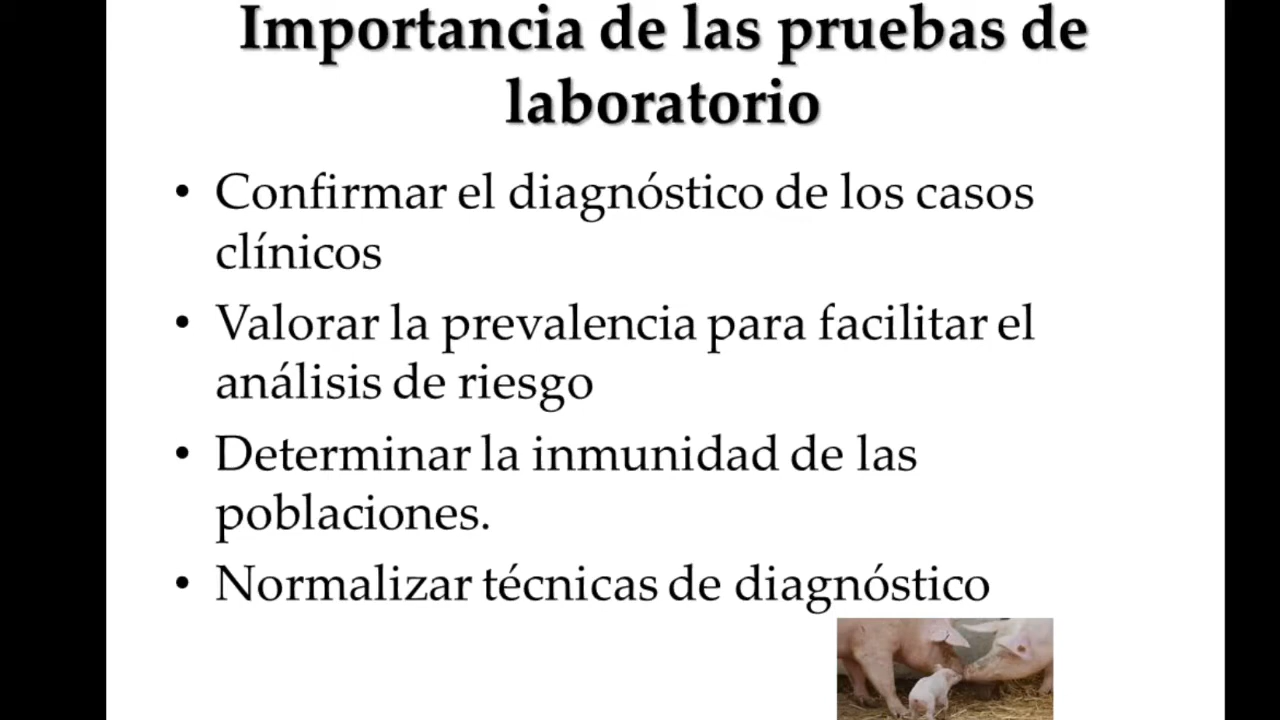 Importancia de las pruebas de
laboratorio
• Confirmar el diagnóstico de los casos
clínicos
• Valorar la prevalencia para facilitar el
análisis de riesgo
• Determinar la inmunidad de las
poblaciones.
• Normalizar técnicas de diagnóstico